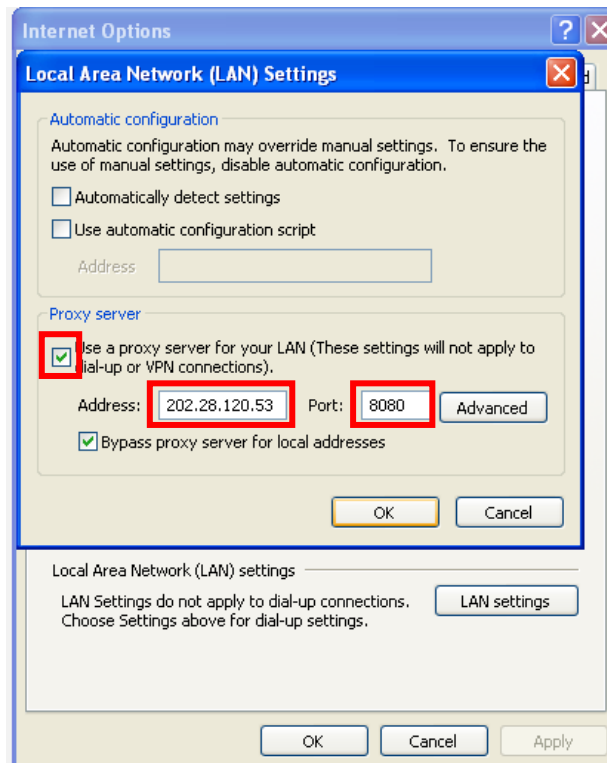 Internet Options
Local Area Network (LAN) Settings
Automatic configuration
Automatic configuration may override manual settings. To ensure the
use of manual settings, disable automatic configuration.
Automatically detect settings
Use automatic configuration script
Address
Proxy server
Use a proxy server for your LAN (These settings will not apply to
dial-up or VPN connections).
Address: 202.28.120.53 Port: 8080 Advanced
Bypass proxy server for local addresses
OK Cancel
Local Area Network (LAN) settings
LAN Settings do not apply to dial-up connections. LAN settings
Choose Settings above for dial-up settings.
OK Cancel Apply